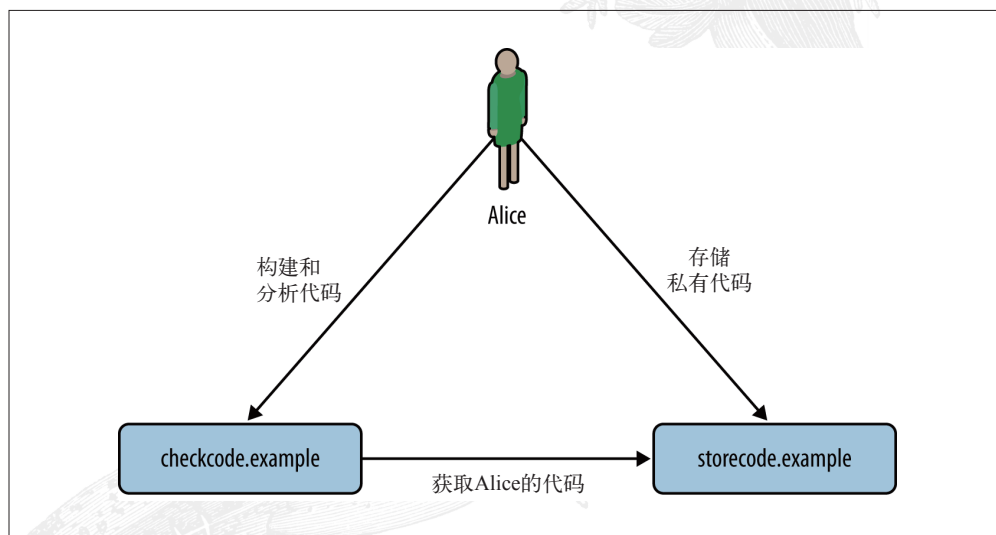 Alice
构建和
分析代码
存储
私有代码
checkcode.example
storecode.example
获取Alice的代码